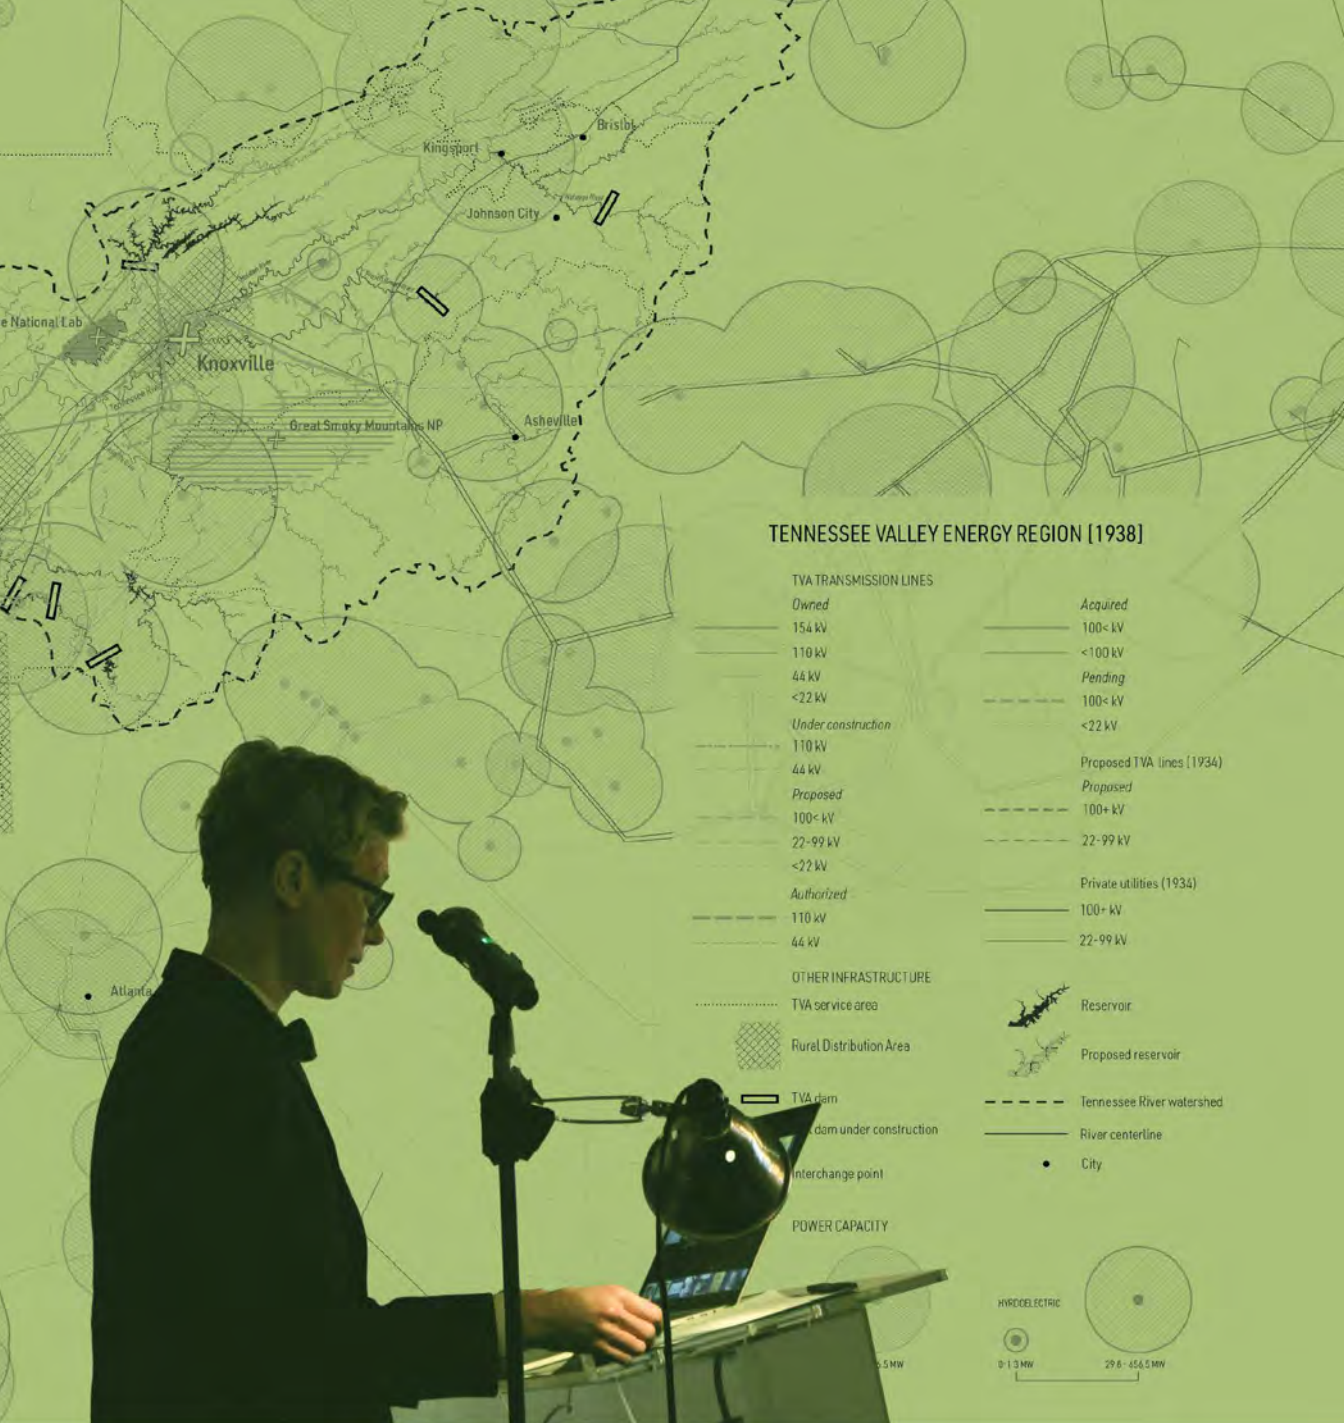 Bristol
Kingsport
Johnson City
e National Lab
Knoxville
Great Smoky Mountains NP
Asheville
Atlanta
TENNESSEE VALLEY ENERGY REGION [1938]
TVA TRANSMISSION LINES
Owned
154 kV
110 kV
44 kV
<22 kV
Under construction
110 kV
44 kV
Proposed
100< kV
22-99 kV
<22 kV
Authorized
110 kV
44 kV
Acquired
100< kV
<100 kV
Pending
100< kV
<22 kV
Proposed TVA lines (1934)
Proposed
100+ kV
22-99 kV
Private utilities (1934)
100+ kV
22-99 kV
OTHER INFRASTRUCTURE
TVA service area
Rural Distribution Area
TVA dam
dam under construction
Interchange point
Reservoir
Proposed reservoir
Tennessee River watershed
River centerline
City
POWER CAPACITY
HYRDOELECTRIC
6.5 MW
0-1.3 MW
29.8 - 656.5 MW